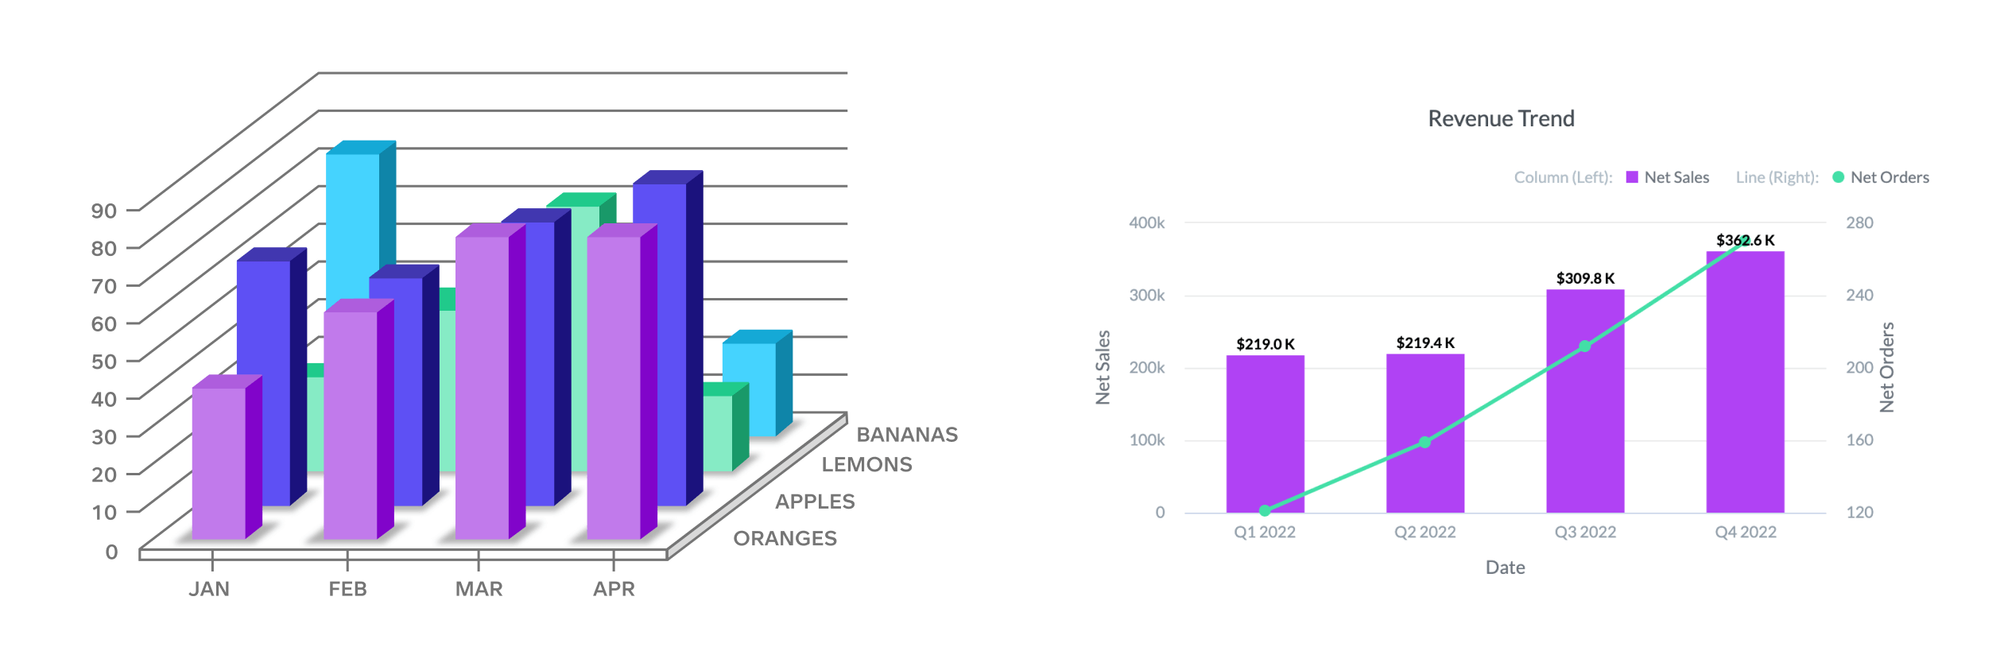 90
80
70
60
50
40
30
20
10
0
JAN FEB MAR APR
BANANAS
LEMONS
APPLES
ORANGES
Revenue Trend
Column (Left): Net Sales Line (Right): Net Orders
Net Sales
400k
300k
200k
100k
0
$219.0 K
$219.4 K
$309.8 K
$362.6 K
280
240
200
160
120
Net Orders
Q1 2022 Q2 2022 Q3 2022 Q4 2022
Date